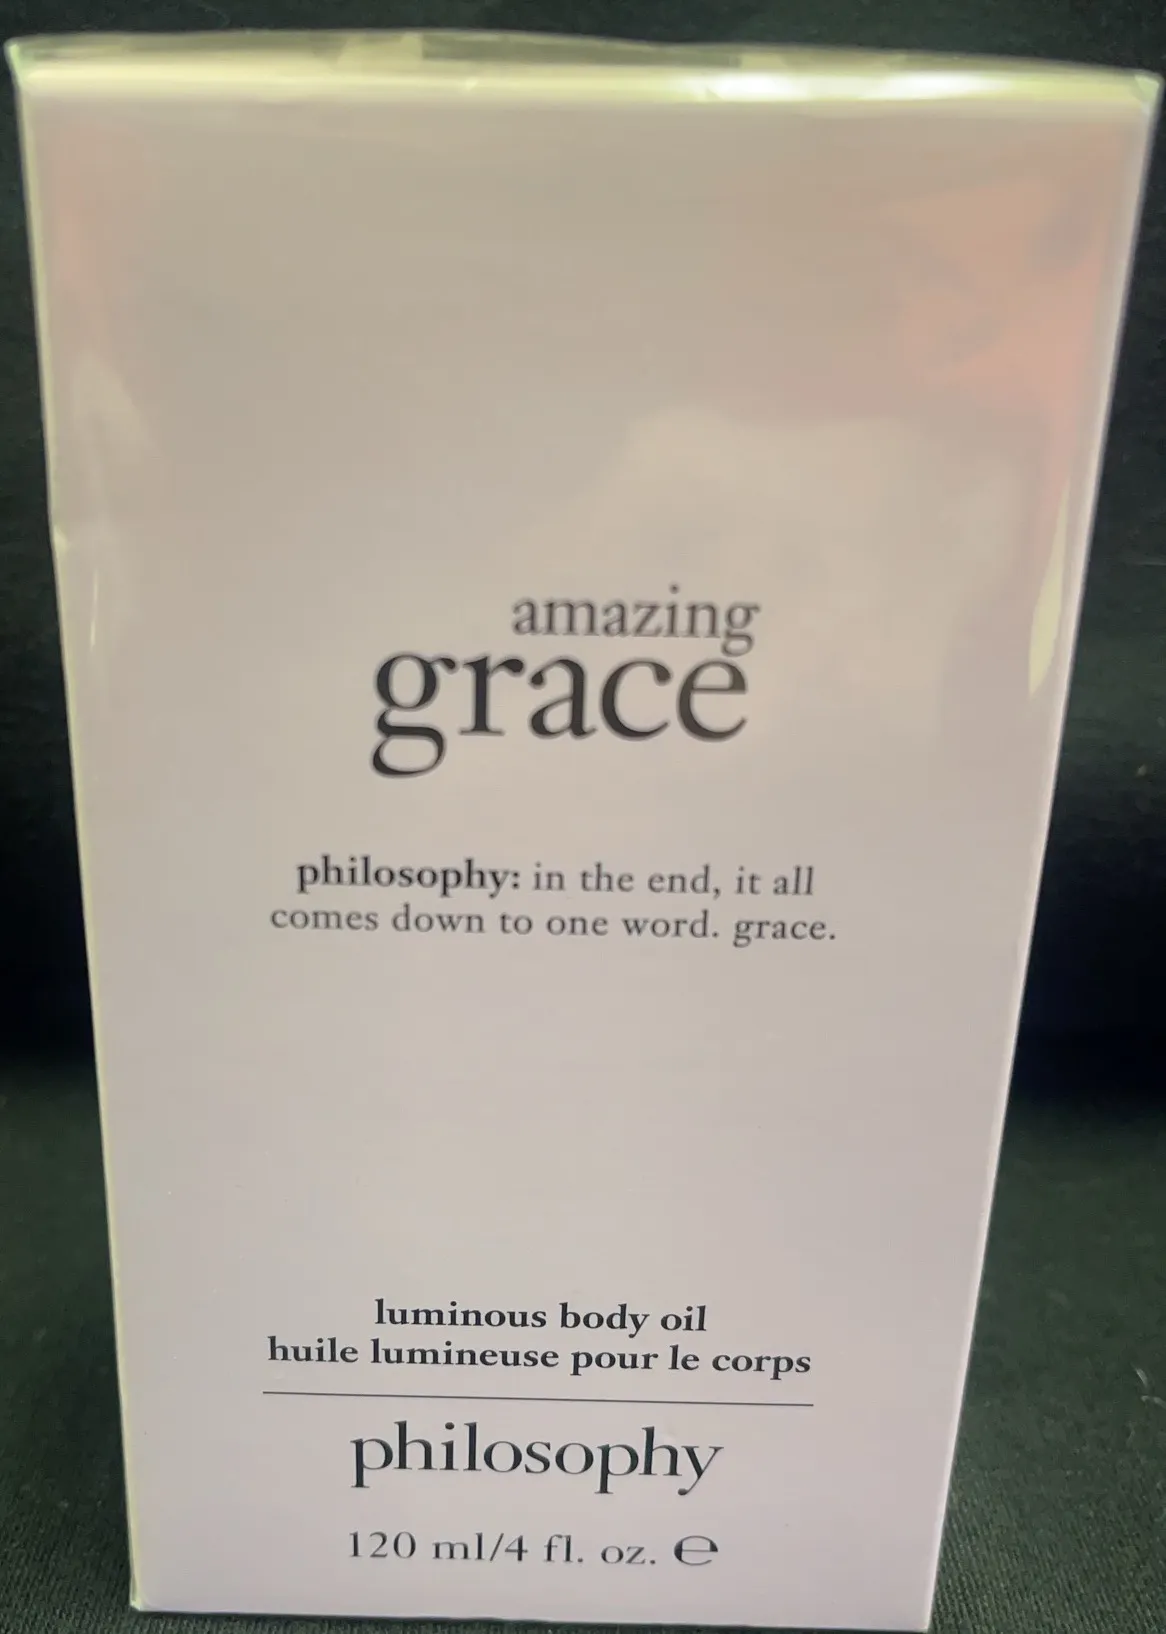 amazing
grace
philosophy: in the end, it all
comes down to one word. grace.
luminous body oil
huile lumineuse pour le corps
philosophy
120 ml/4 fl. oz. ℮